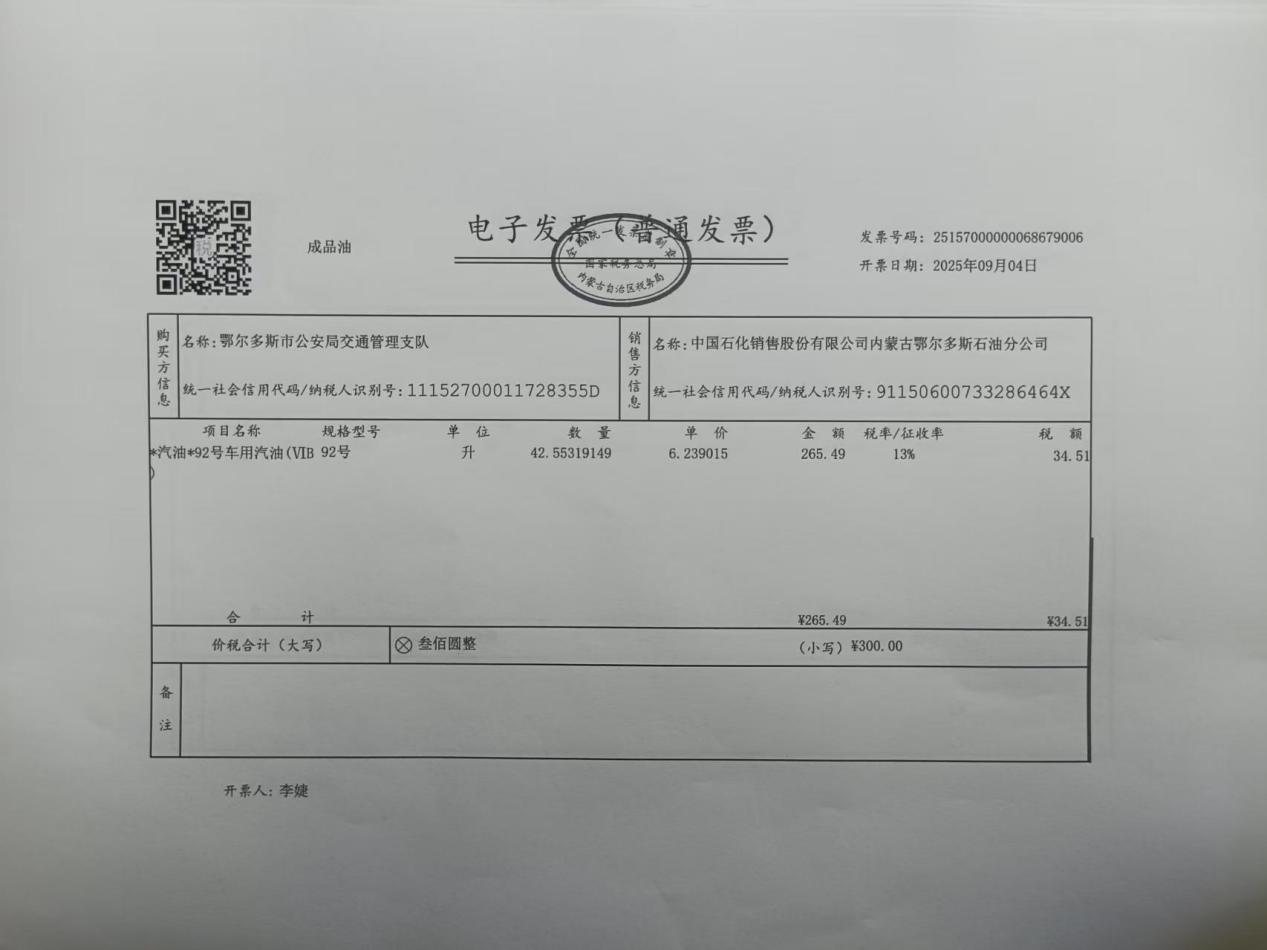 电子发票（普通发票）
全国统一发票监制章
国家税务总局
内蒙古自治区税务局
税
成品油
发票号码：25157000000068679006
开票日期：2025年09月04日
购买方信息
名称：鄂尔多斯市公安局交通管理支队
统一社会信用代码/纳税人识别号：11152700011728355D
销售方信息
名称：中国石化销售股份有限公司内蒙古鄂尔多斯石油分公司
统一社会信用代码/纳税人识别号：91150600733286464X
项目名称 规格型号 单 位 数 量 单 价 金 额 税率/征收率 税 额
*汽油*92号车用汽油(VIB 92号 升 42.55319149 6.239015 265.49 13% 34.51
)
合 计 ¥265.49 ¥34.51
价税合计（大写） ⊗ 叁佰圆整 （小写）¥300.00
备注
开票人：李婕